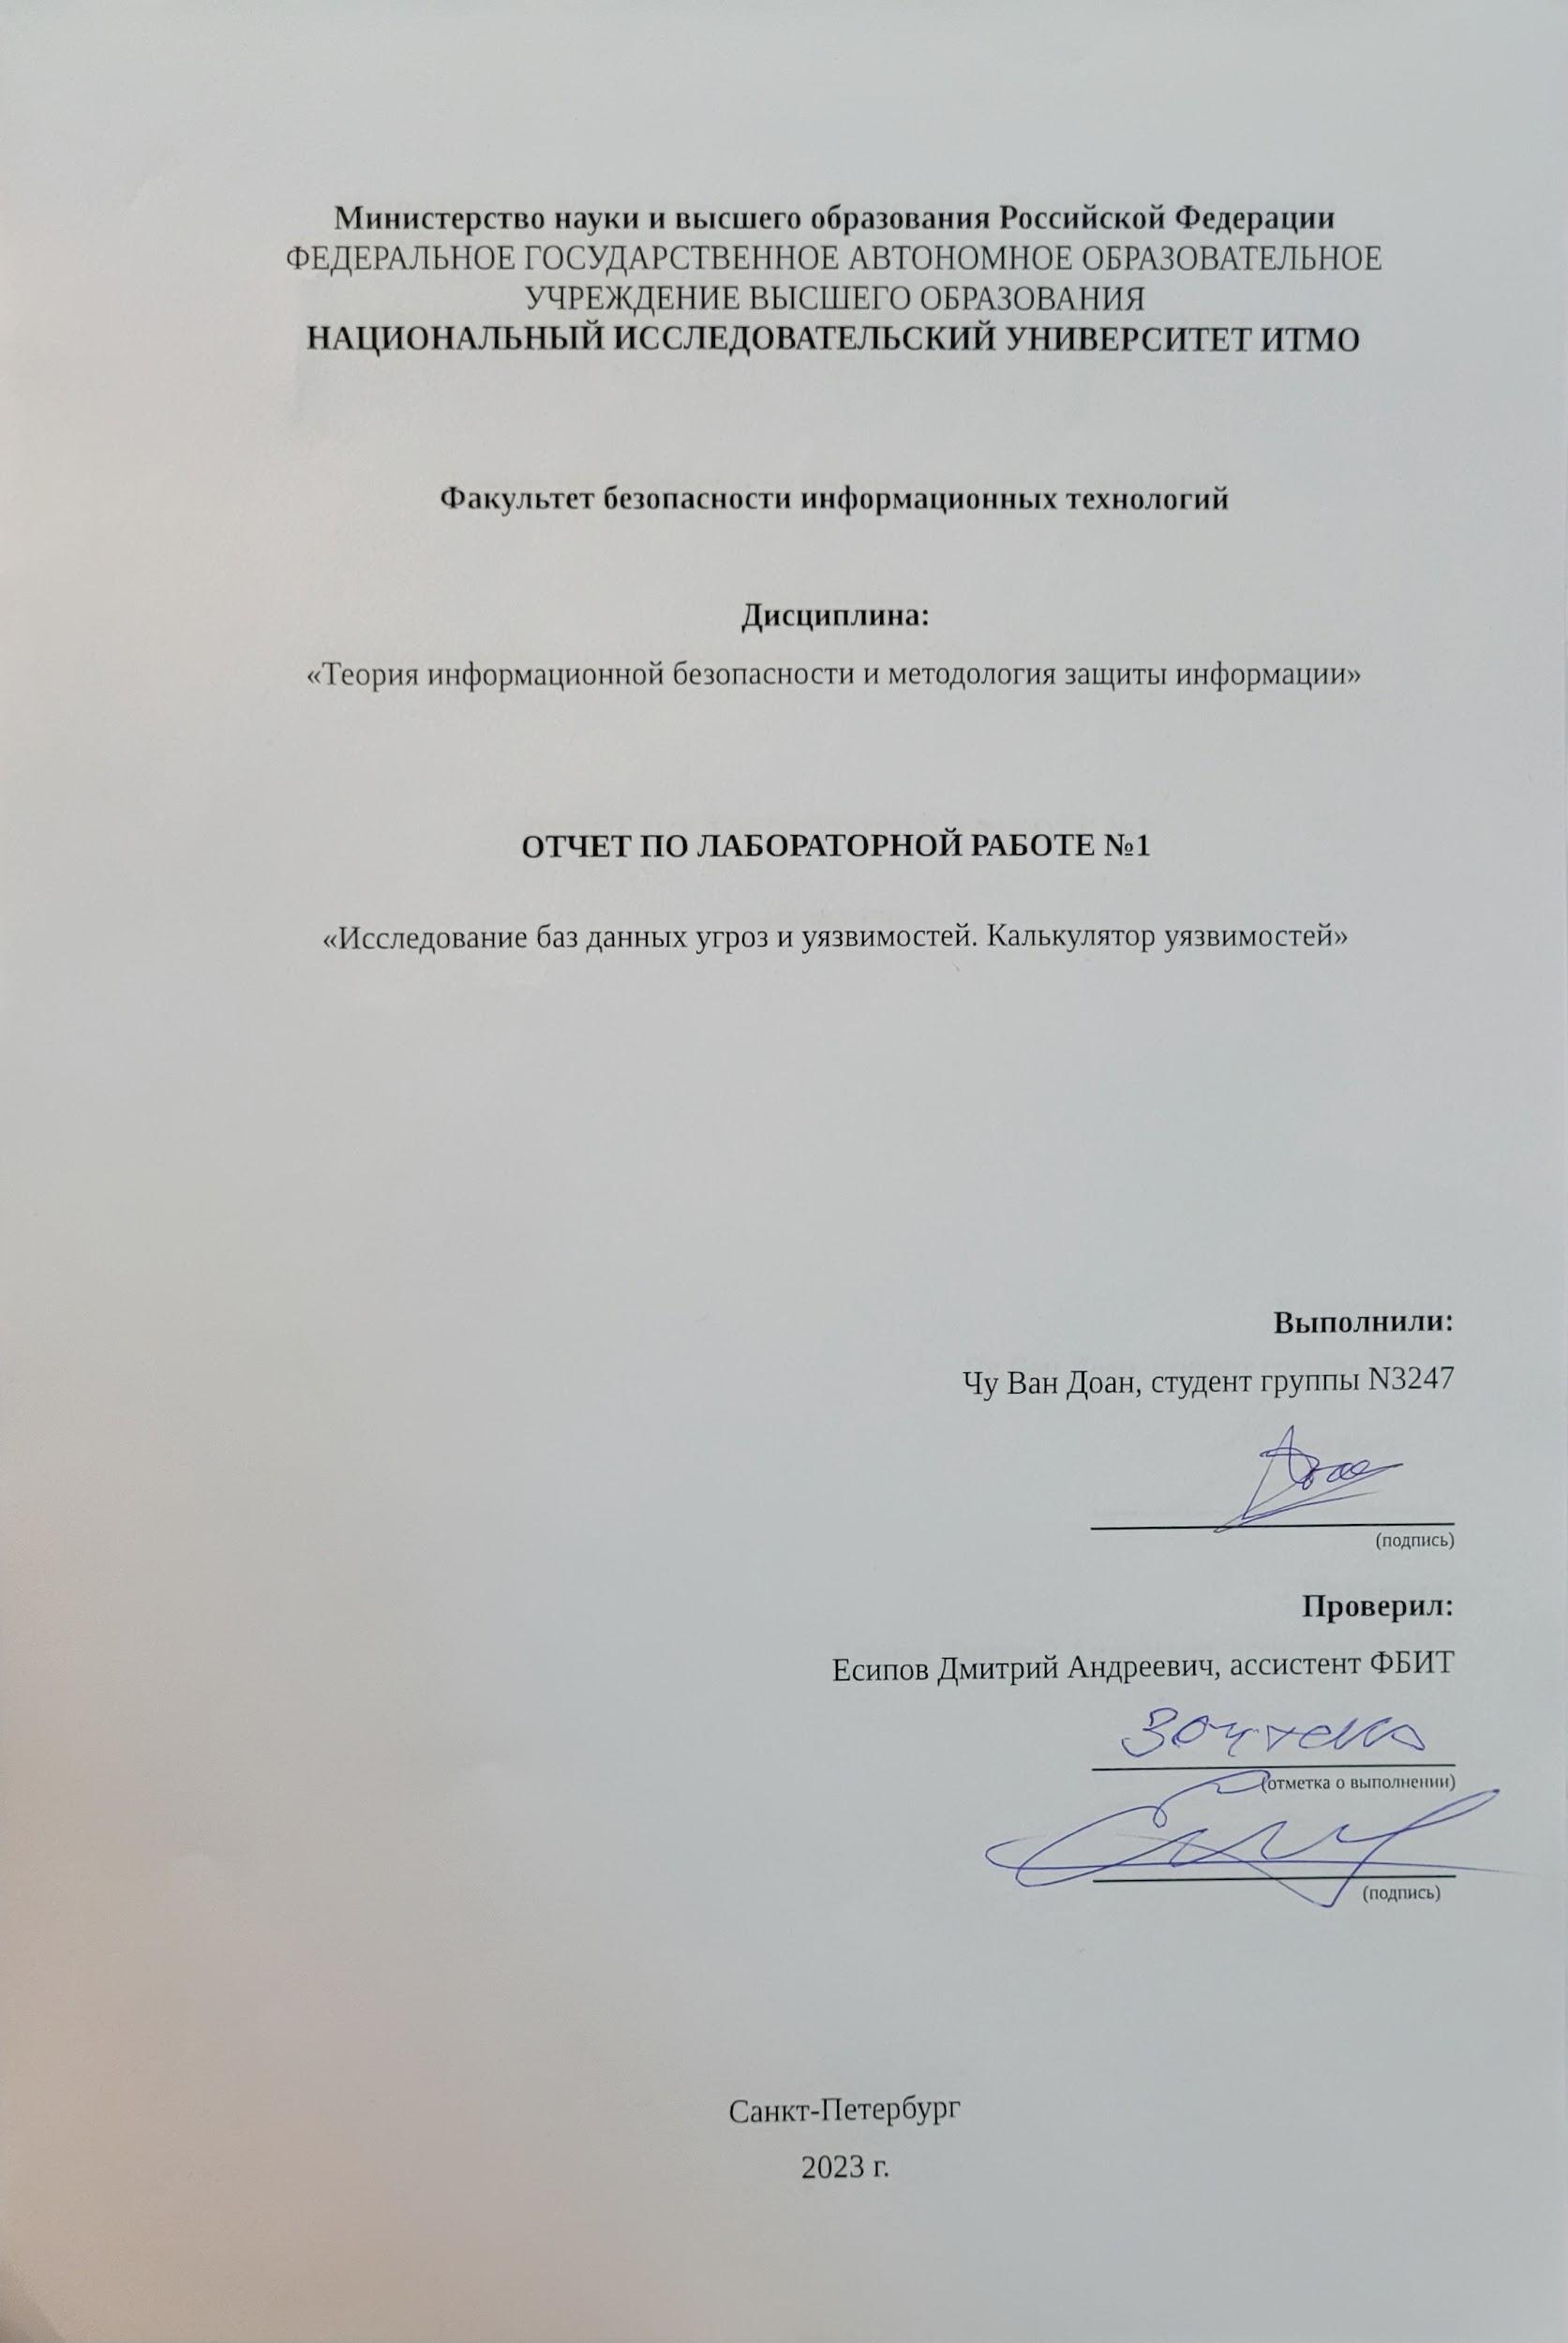 Министерство науки и высшего образования Российской Федерации
ФЕДЕРАЛЬНОЕ ГОСУДАРСТВЕННОЕ АВТОНОМНОЕ ОБРАЗОВАТЕЛЬНОЕ
УЧРЕЖДЕНИЕ ВЫСШЕГО ОБРАЗОВАНИЯ
НАЦИОНАЛЬНЫЙ ИССЛЕДОВАТЕЛЬСКИЙ УНИВЕРСИТЕТ ИТМО
Факультет безопасности информационных технологий
Дисциплина:
«Теория информационной безопасности и методология защиты информации»
ОТЧЕТ ПО ЛАБОРАТОРНОЙ РАБОТЕ №1
«Исследование баз данных угроз и уязвимостей. Калькулятор уязвимостей»
Выполнили:
Чу Ван Доан, студент группы N3247
(подпись)
Проверил:
Есипов Дмитрий Андреевич, ассистент ФБИТ
Зачтено
(отметка о выполнении)
(подпись)
Санкт-Петербург
2023 г.